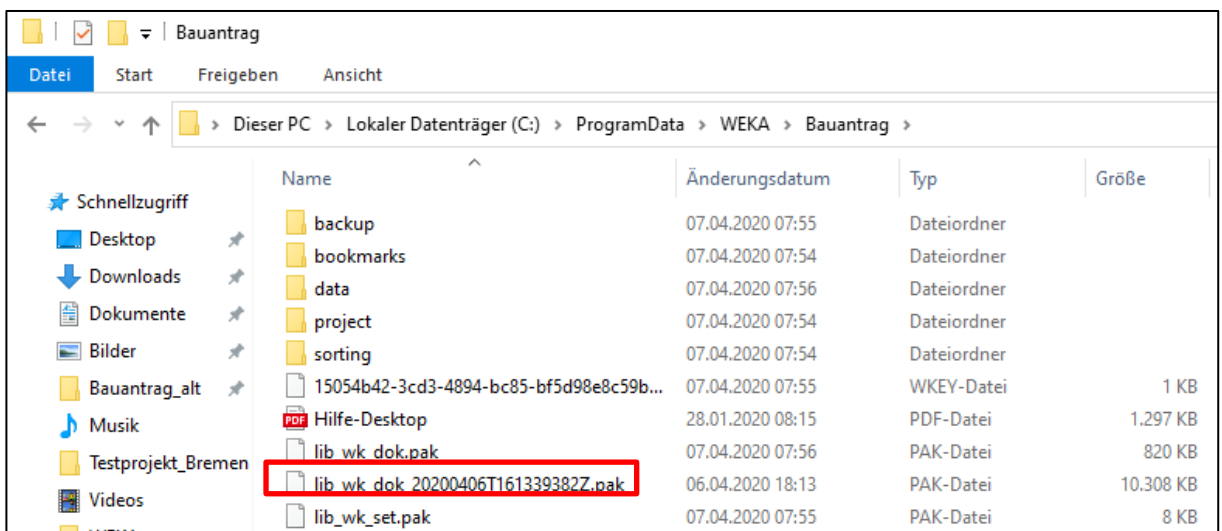 Bauantrag
Datei Start Freigeben Ansicht
Dieser PC > Lokaler Datenträger (C:) > ProgramData > WEKA > Bauantrag >
Name Änderungsdatum Typ Größe
Schnellzugriff
Desktop
Downloads
Dokumente
Bilder
Bauantrag_alt
Musik
Testprojekt_Bremen
Videos
backup 07.04.2020 07:55 Dateiordner
bookmarks 07.04.2020 07:54 Dateiordner
data 07.04.2020 07:56 Dateiordner
project 07.04.2020 07:54 Dateiordner
sorting 07.04.2020 07:54 Dateiordner
15054b42-3cd3-4894-bc85-bf5d98e8c59b... 07.04.2020 07:55 WKEY-Datei 1 KB
PDF Hilfe-Desktop 28.01.2020 08:15 PDF-Datei 1.297 KB
lib_wk_dok.pak 07.04.2020 07:56 PAK-Datei 820 KB
lib_wk_dok_20200406T161339382Z.pak 06.04.2020 18:13 PAK-Datei 10.308 KB
lib_wk_set.pak 07.04.2020 07:55 PAK-Datei 8 KB